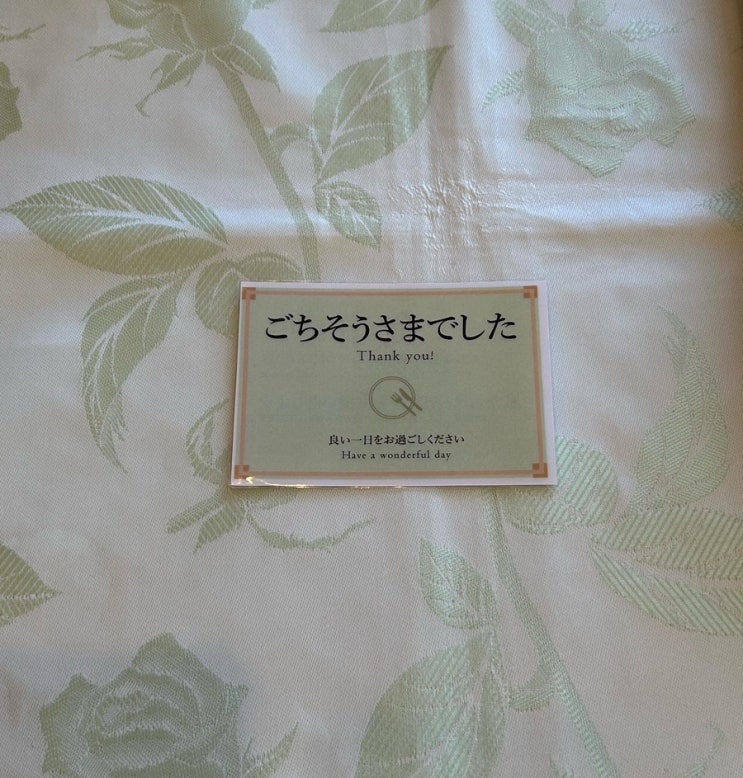 ごちそうさまでした
Thank you!
良い一日をお過ごしください
Have a wonderful day